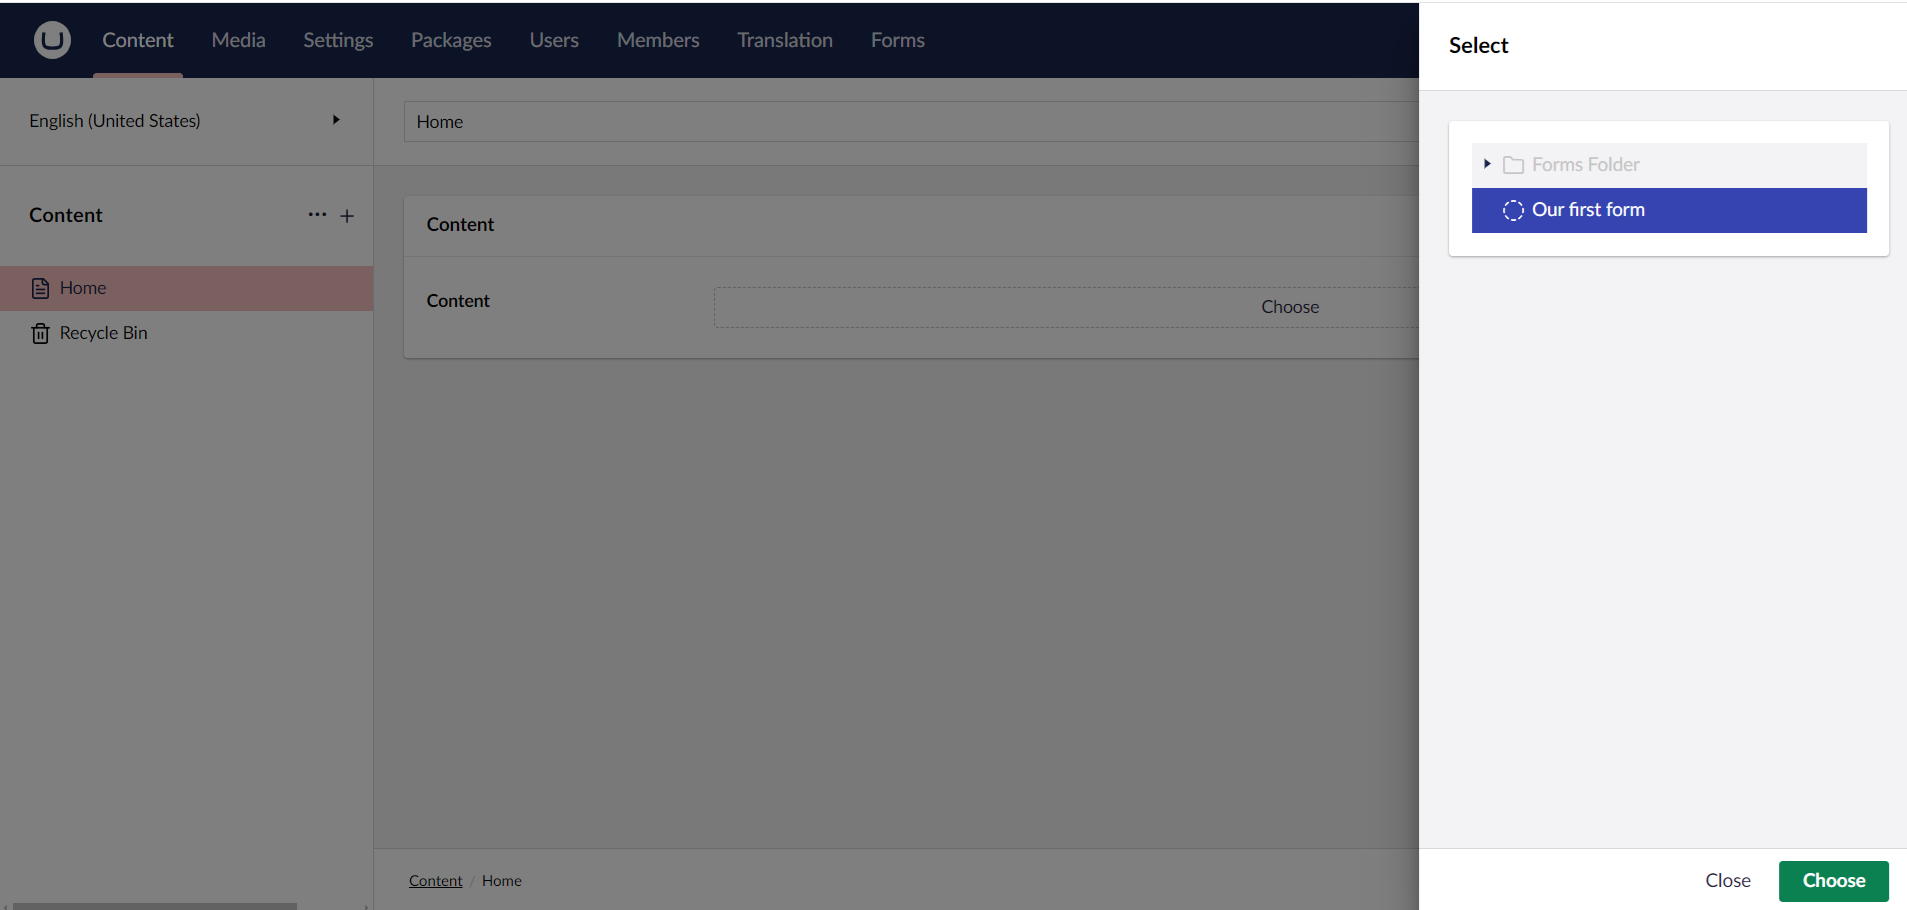 Content Media Settings Packages Users Members Translation Forms
English (United States)
Content
Home
Recycle Bin
Home
Content
Content
Choose
Content / Home
Select
Forms Folder
Our first form
Close
Choose